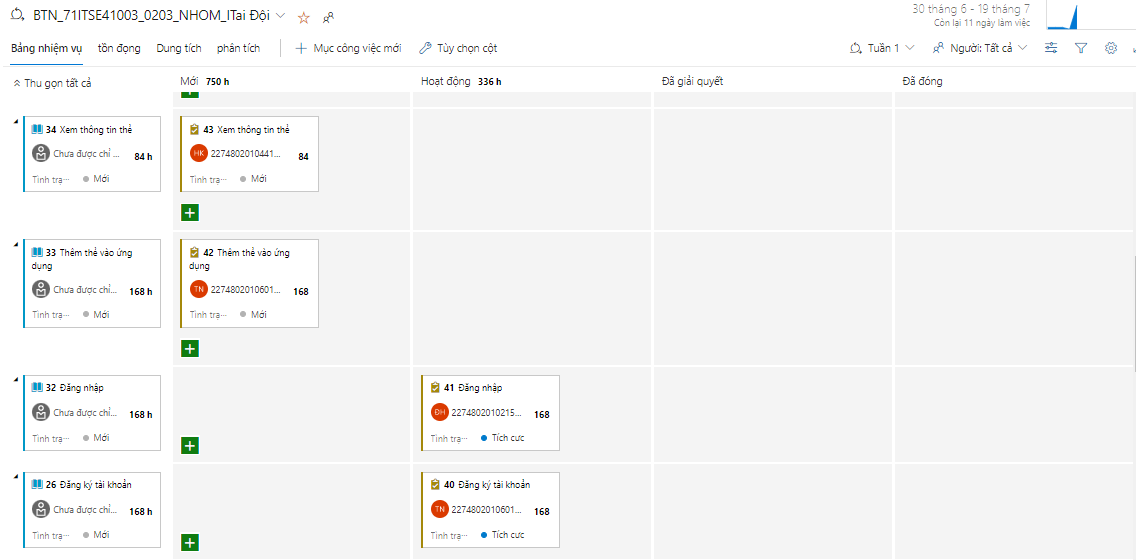 BTN_71ITSE41003_0203_NHOM_ITai Đội
30 tháng 6 - 19 tháng 7
Còn lại 11 ngày làm việc
Bảng nhiệm vụ tồn đọng Dung tích phân tích Mục công việc mới Tùy chọn cột Tuần 1 Người: Tất cả
Thu gọn tất cả
Mới 750 h
Hoạt động 336 h
Đã giải quyết
Đã đóng
34 Xem thông tin thẻ
Chưa được chỉ ... 84 h
Tình trạ... Mới
43 Xem thông tin thẻ
HK 2274802010441... 84
Tình trạ... Mới
33 Thêm thẻ vào ứng
dụng
Chưa được chỉ... 168 h
Tình trạ... Mới
42 Thêm thẻ vào ứng
dụng
TN 2274802010601... 168
Tình trạ... Mới
32 Đăng nhập
Chưa được chỉ... 168 h
Tình trạ... Mới
41 Đăng nhập
ĐH 2274802010215... 168
Tình trạ... Tích cực
26 Đăng ký tài khoản
Chưa được chỉ... 168 h
Tình trạ... Mới
40 Đăng ký tài khoản
TN 2274802010601... 168
Tình trạ... Tích cực